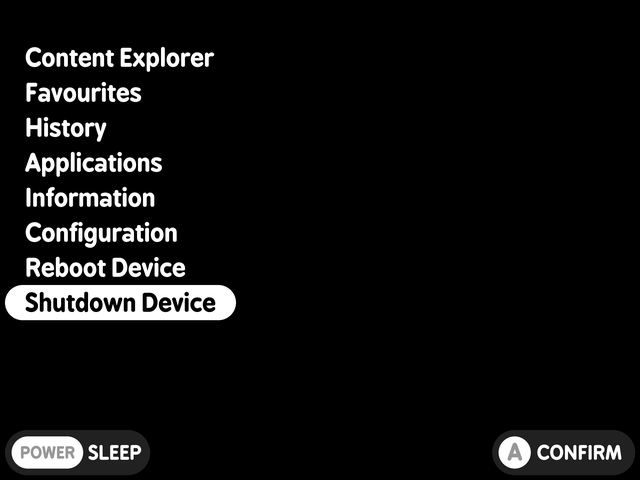 Content Explorer
Favourites
History
Applications
Information
Configuration
Reboot Device
Shutdown Device
POWER SLEEP
A CONFIRM